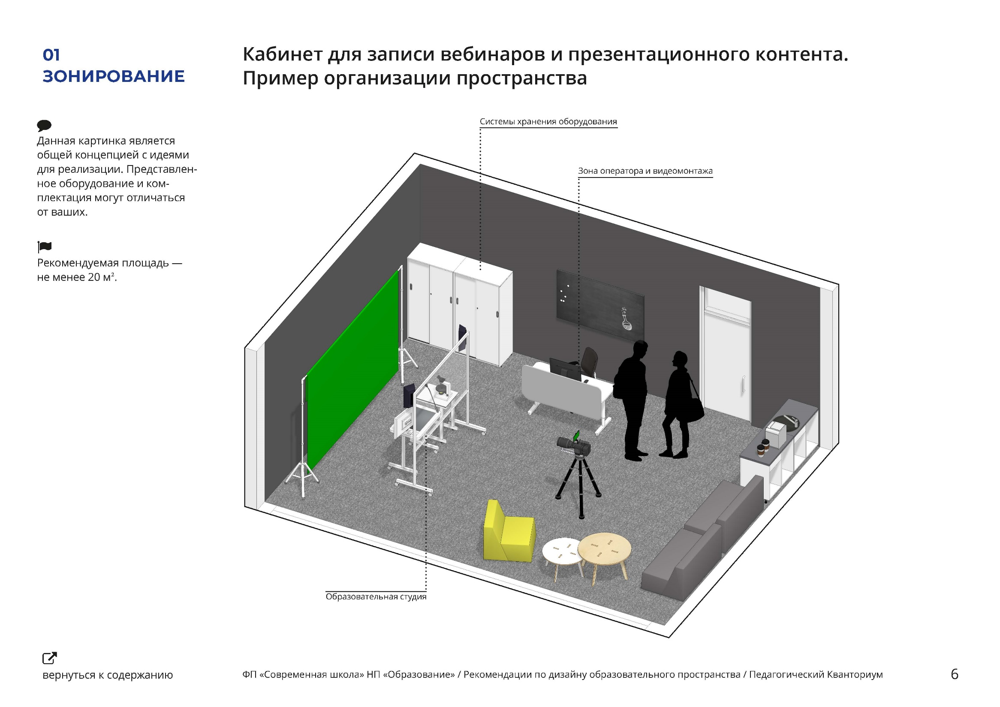 01
ЗОНИРОВАНИЕ
Кабинет для записи вебинаров и презентационного контента.
Пример организации пространства
Данная картинка является
общей концепцией с идеями
для реализации. Представлен-
ное оборудование и ком-
плектация могут отличаться
от ваших.
Рекомендуемая площадь —
не менее 20 м².
Системы хранения оборудования
Зона оператора и видеомонтажа
Образовательная студия
вернуться к содержанию
ФП «Современная школа» НП «Образование» / Рекомендации по дизайну образовательного пространства / Педагогический Кванториум
6